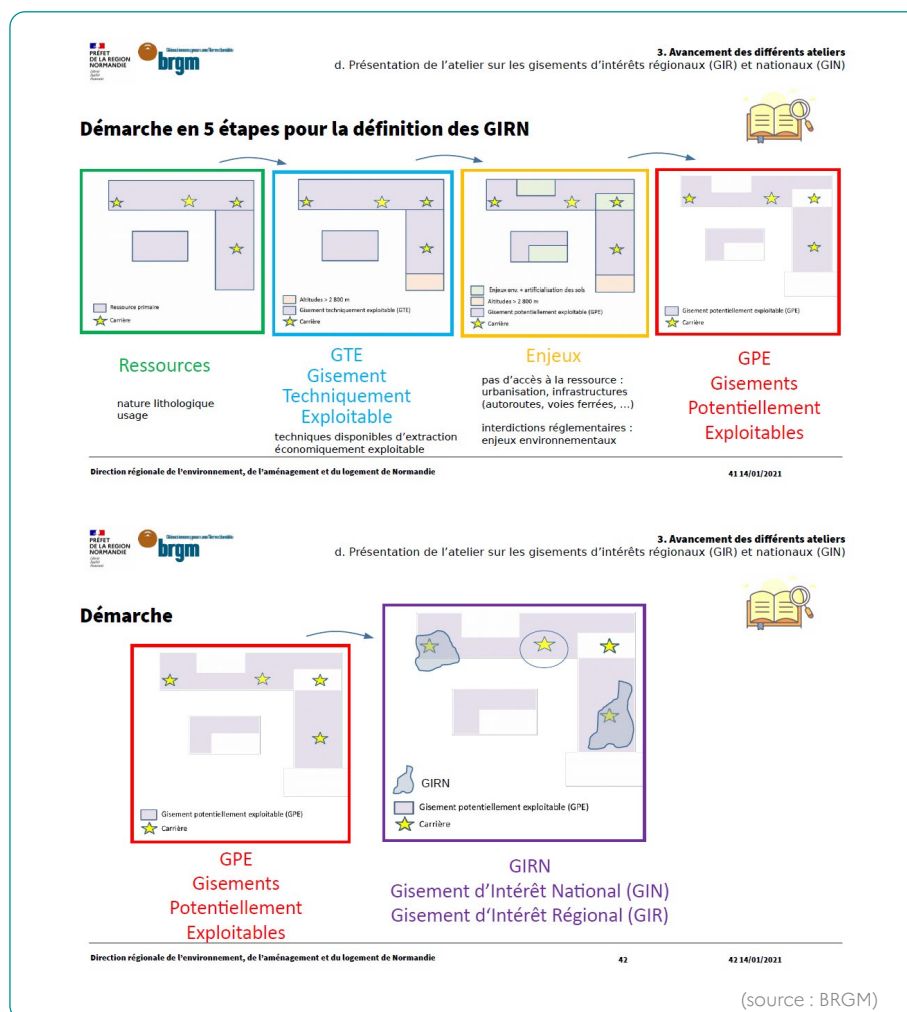 PRÉFET
DE LA RÉGION
NORMANDIE
Liberté
Égalité
Fraternité
brgm
3. Avancement des différents ateliers
d. Présentation de l'atelier sur les gisements d'intérêts régionaux (GIR) et nationaux (GIN)
Démarche en 5 étapes pour la définition des GIRN
Ressource primaire
Carrière
Altitudes > 2 800 m
Gisement techniquement exploitable (GTE)
Carrière
Enjeux env. + artificialisation des sols
Altitudes > 2 800 m
Gisement potentiellement exploitable (GPE)
Carrière
Gisement potentiellement exploitable (GPE)
Carrière
Ressources
nature lithologique
usage
GTE
Gisement
Techniquement
Exploitable
techniques disponibles d'extraction
économiquement exploitable
Enjeux
pas d'accès à la ressource :
urbanisation, infrastructures
(autoroutes, voies ferrées, ...)
interdictions réglementaires :
enjeux environnementaux
GPE
Gisements
Potentiellement
Exploitables
Direction régionale de l'environnement, de l'aménagement et du logement de Normandie
41 14/01/2021
PRÉFET
DE LA RÉGION
NORMANDIE
Liberté
Égalité
Fraternité
brgm
3. Avancement des différents ateliers
d. Présentation de l'atelier sur les gisements d'intérêts régionaux (GIR) et nationaux (GIN)
Démarche
Gisement potentiellement exploitable (GPE)
Carrière
GIRN
Gisement potentiellement exploitable (GPE)
Carrière
GPE
Gisements
Potentiellement
Exploitables
GIRN
Gisement d'Intérêt National (GIN)
Gisement d'Intérêt Régional (GIR)
Direction régionale de l'environnement, de l'aménagement et du logement de Normandie
42
42 14/01/2021
(source : BRGM)